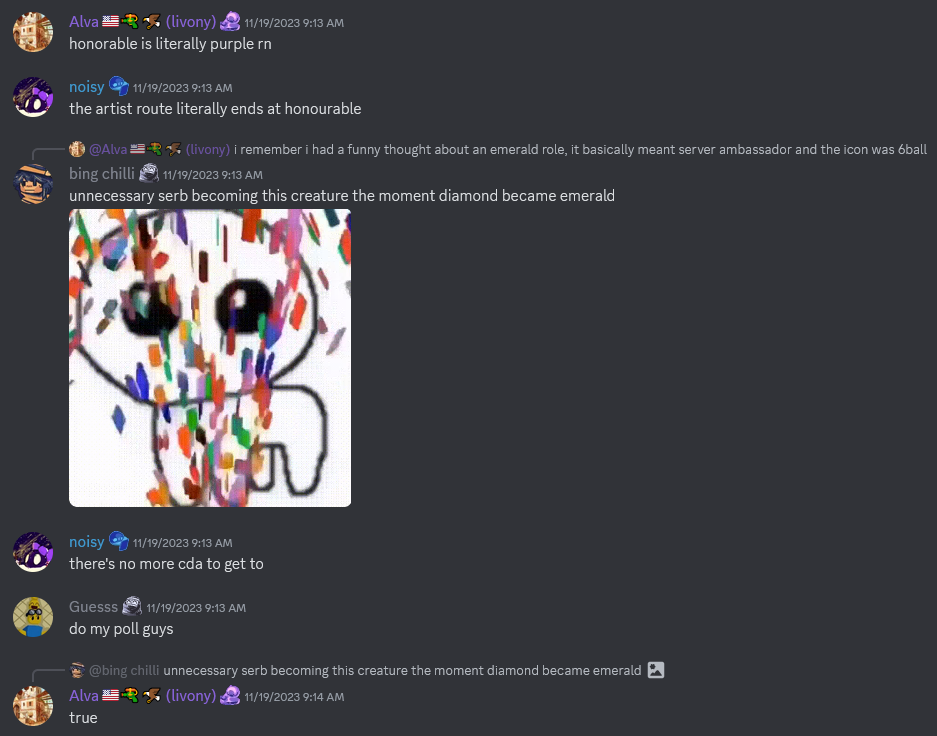 Alva (livony) 11/19/2023 9:13 AM
honorable is literally purple rn
noisy 11/19/2023 9:13 AM
the artist route literally ends at honourable
@Alva (livony) i remember i had a funny thought about an emerald role, it basically meant server ambassador and the icon was 6ball
bing chilli 11/19/2023 9:13 AM
unnecessary serb becoming this creature the moment diamond became emerald
noisy 11/19/2023 9:13 AM
there's no more cda to get to
Guesss 11/19/2023 9:13 AM
do my poll guys
@bing chilli unnecessary serb becoming this creature the moment diamond became emerald
Alva (livony) 11/19/2023 9:14 AM
true